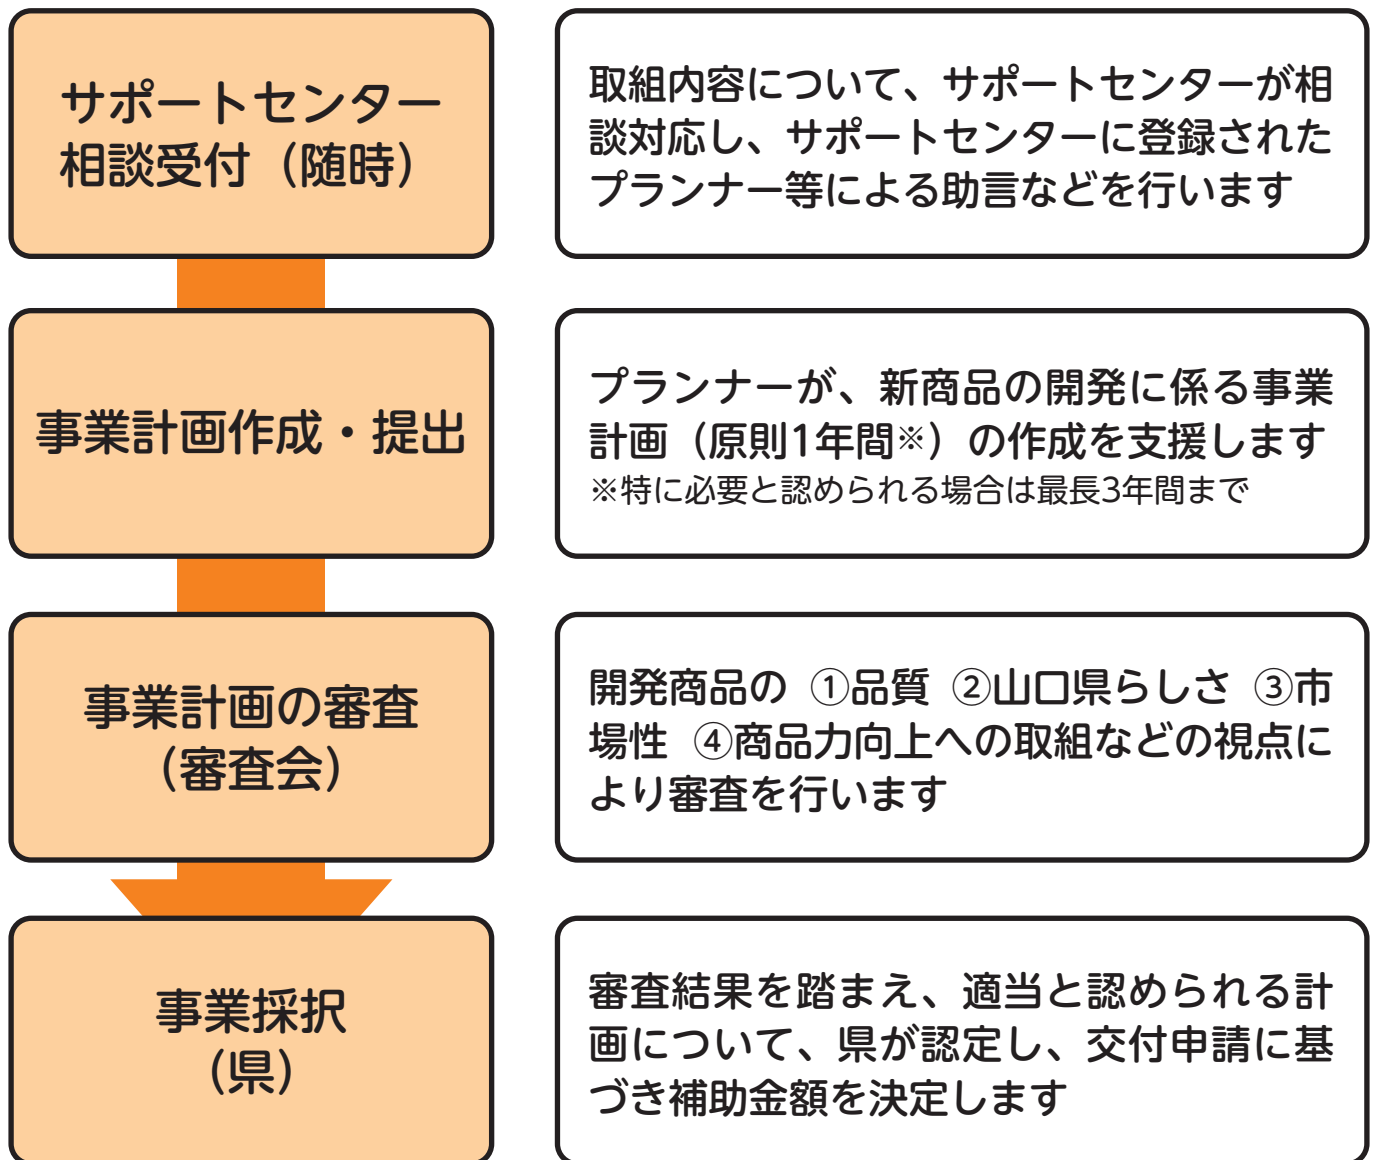 サポートセンター
相談受付（随時）
取組内容について、サポートセンターが相
談対応し、サポートセンターに登録された
プランナー等による助言などを行います
事業計画作成・提出
プランナーが、新商品の開発に係る事業
計画（原則1年間※）の作成を支援します
※特に必要と認められる場合は最長3年間まで
事業計画の審査
（審査会）
開発商品の ①品質 ②山口県らしさ ③市
場性 ④商品力向上への取組などの視点に
より審査を行います
事業採択
（県）
審査結果を踏まえ、適当と認められる計
画について、県が認定し、交付申請に基
づき補助金額を決定します